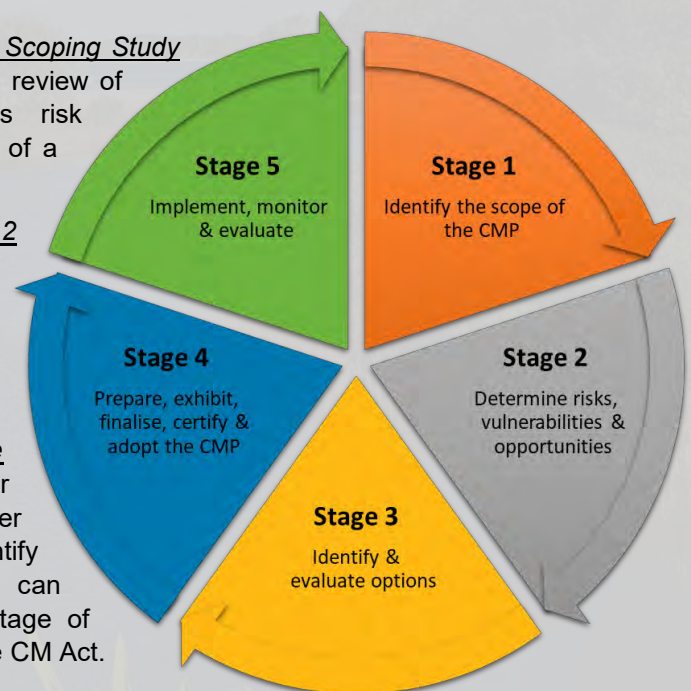 Scoping Study
review of
s risk
of a
2
e
r
er
ntify
can
tage of
e CM Act.
Stage 1
Identify the scope of
the CMP
Stage 2
Determine risks,
vulnerabilities &
opportunities
Stage 3
Identify &
evaluate options
Stage 4
Prepare, exhibit,
finalise, certify &
adopt the CMP
Stage 5
Implement, monitor
& evaluate